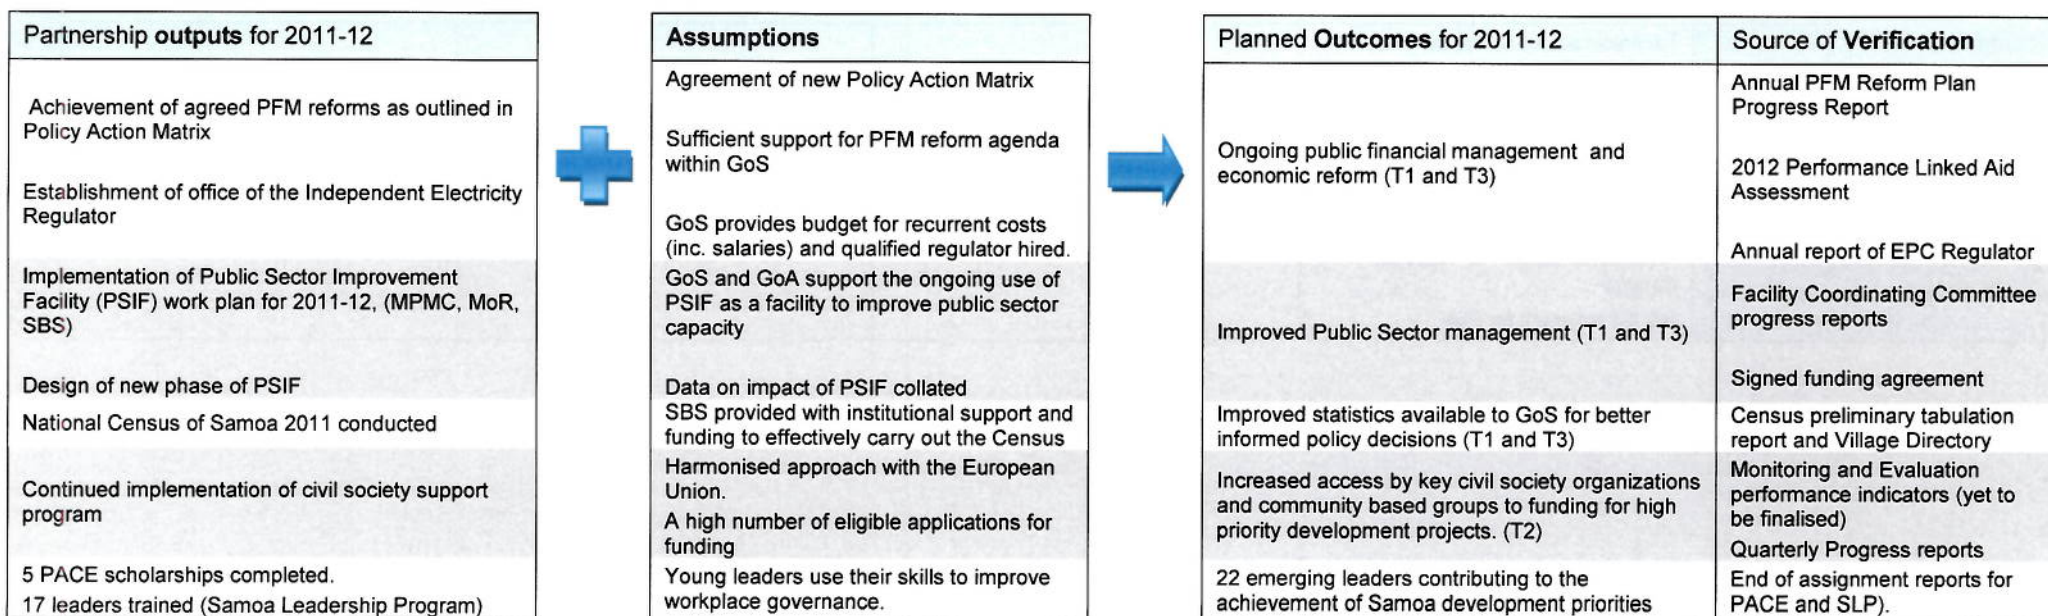 Partnership outputs for 2011-12
Achievement of agreed PFM reforms as outlined in
Policy Action Matrix
Establishment of office of the Independent Electricity
Regulator
Implementation of Public Sector Improvement
Facility (PSIF) work plan for 2011-12, (MPMC, MoR,
SBS)
Design of new phase of PSIF
National Census of Samoa 2011 conducted
Continued implementation of civil society support
program
5 PACE scholarships completed.
17 leaders trained (Samoa Leadership Program)
Assumptions
Agreement of new Policy Action Matrix
Sufficient support for PFM reform agenda
within GoS
GoS provides budget for recurrent costs
(inc. salaries) and qualified regulator hired.
GoS and GoA support the ongoing use of
PSIF as a facility to improve public sector
capacity
Data on impact of PSIF collated
SBS provided with institutional support and
funding to effectively carry out the Census
Harmonised approach with the European
Union.
A high number of eligible applications for
funding
Young leaders use their skills to improve
workplace governance.
Planned Outcomes for 2011-12
Ongoing public financial management and
economic reform (T1 and T3)
Improved Public Sector management (T1 and T3)
Improved statistics available to GoS for better
informed policy decisions (T1 and T3)
Increased access by key civil society organizations
and community based groups to funding for high
priority development projects. (T2)
22 emerging leaders contributing to the
achievement of Samoa development priorities
Source of Verification
Annual PFM Reform Plan
Progress Report
2012 Performance Linked Aid
Assessment
Annual report of EPC Regulator
Facility Coordinating Committee
progress reports
Signed funding agreement
Census preliminary tabulation
report and Village Directory
Monitoring and Evaluation
performance indicators (yet to
be finalised)
Quarterly Progress reports
End of assignment reports for
PACE and SLP).